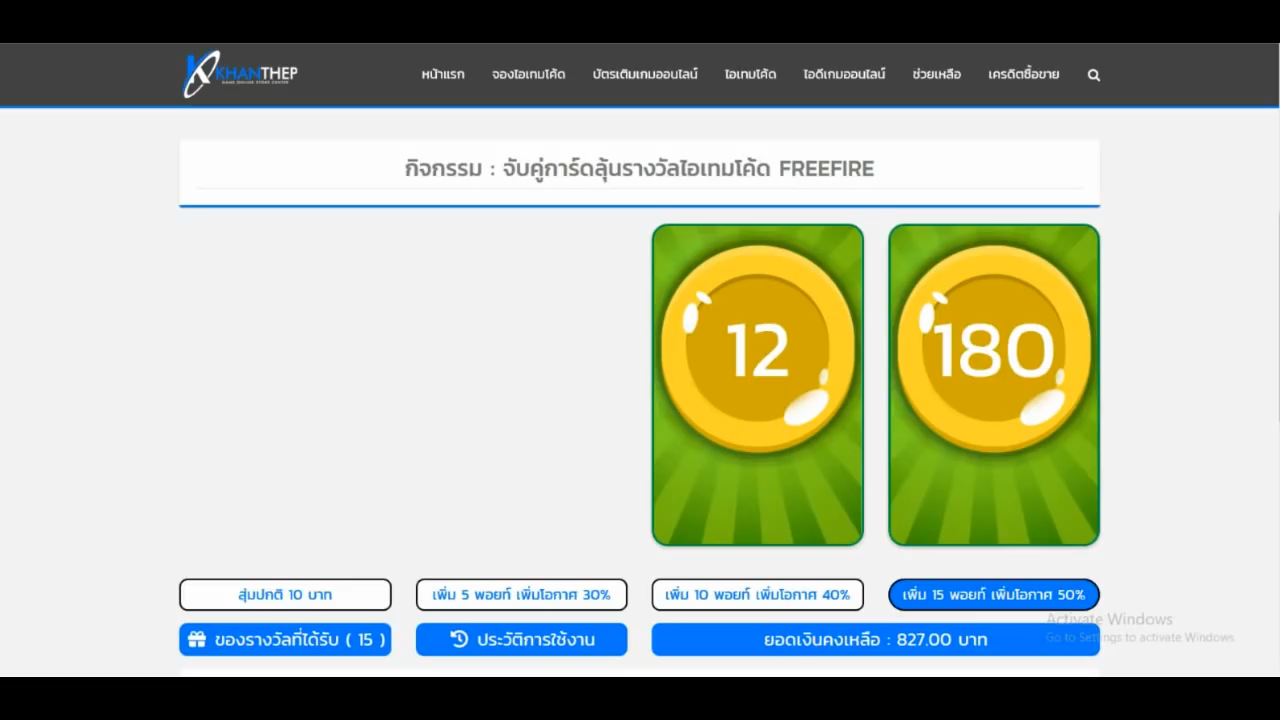 KHANTHEP
หน้าแรก จองไอเทมโค้ด บัตรเติมเกมออนไลน์ ไอเทมโค้ด ไอดีเกมออนไลน์ ช่วยเหลือ เครดิตซื้อขาย
กิจกรรม : จับคู่การ์ดลุ้นรางวัลไอเทมโค้ด FREEFIRE
12 180
สุ่มปกติ 10 บาท เพิ่ม 5 พอยท์ เพิ่มโอกาศ 30% เพิ่ม 10 พอยท์ เพิ่มโอกาศ 40% เพิ่ม 15 พอยท์ เพิ่มโอกาศ 50%
Activate Windows
ของรางวัลที่ได้รับ ( 15 ) ประวัติการใช้งาน ยอดเงินคงเหลือ : 827.00 บาท
Go to Settings to activate Windows.